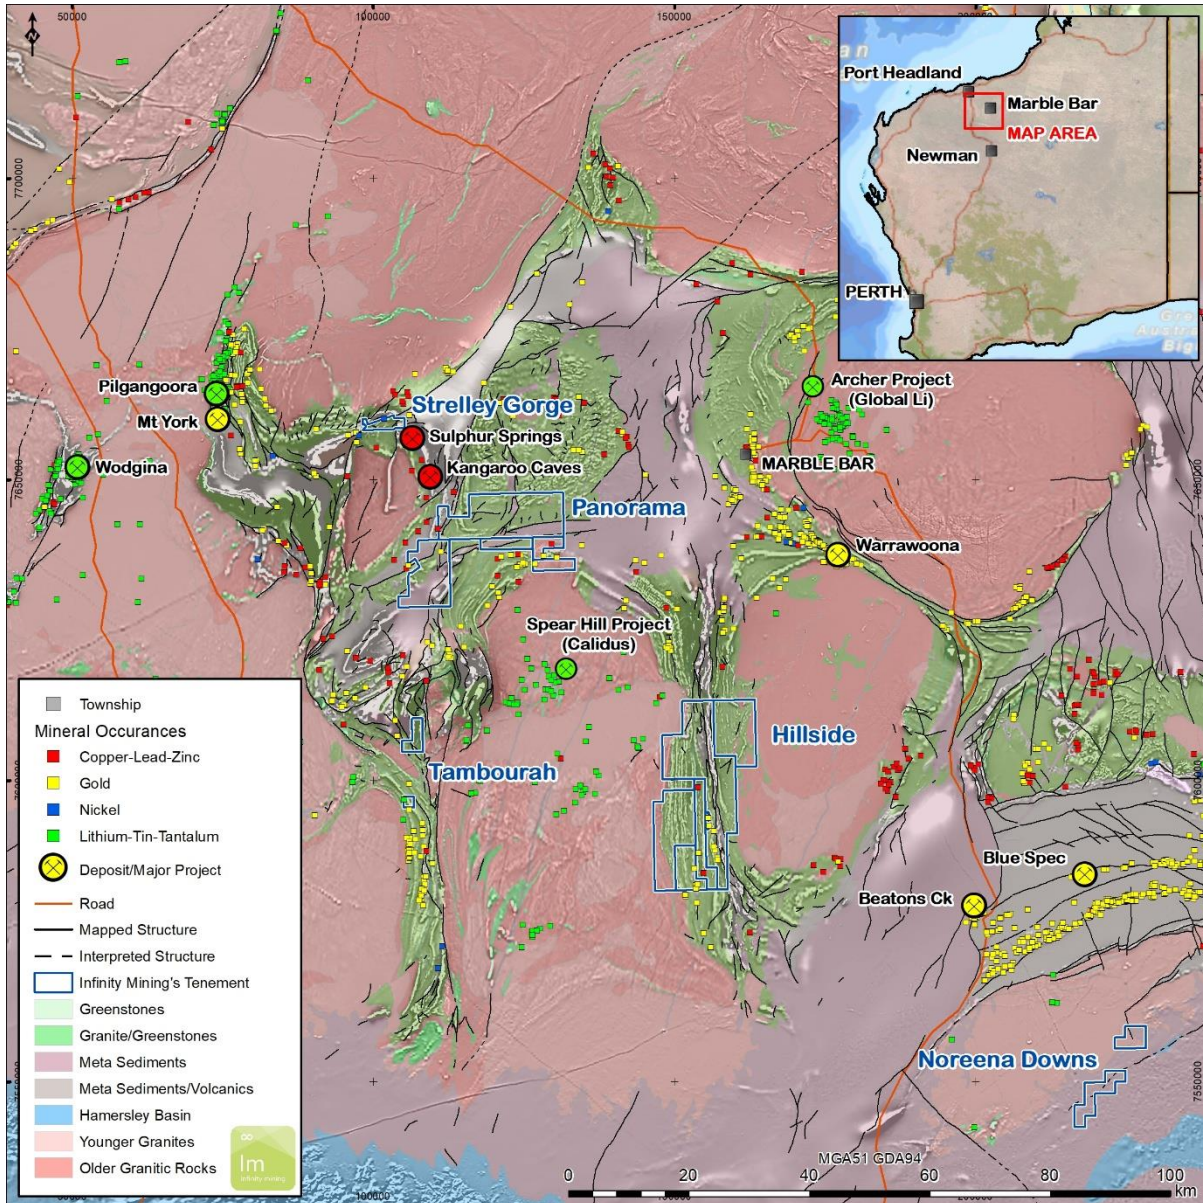 N
50000
100000
150000
Port Headland
Marble Bar
MAP AREA
Newman
PERTH
7700000
Pilgangoora
Mt York
Wodgina
7650000
Strelley Gorge
Sulphur Springs
Kangaroo Caves
Archer Project
(Global Li)
MARBLE BAR
Panorama
Warrawoona
Spear Hill Project
(Calidus)
Tambourah
Hillside
7600000
Blue Spec
Beatons Ck
Noreena Downs
7550000
Township
Mineral Occurances
Copper-Lead-Zinc
Gold
Nickel
Lithium-Tin-Tantalum
Deposit/Major Project
Road
Mapped Structure
Interpreted Structure
Infinity Mining's Tenement
Greenstones
Granite/Greenstones
Meta Sediments
Meta Sediments/Volcanics
Hamersley Basin
Younger Granites
Older Granitic Rocks
Im
Infinity mining
100000
MGA51 GDA94
0 20 40 60 80 100
km